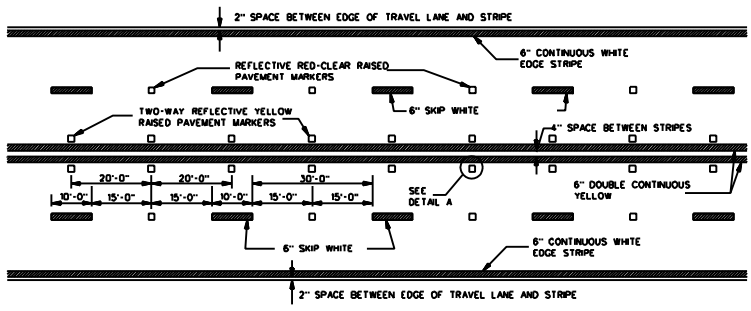 2" SPACE BETWEEN EDGE OF TRAVEL LANE AND STRIPE
6" CONTINUOUS WHITE
EDGE STRIPE
REFLECTIVE RED-CLEAR RAISED
PAVEMENT MARKERS
TWO-WAY REFLECTIVE YELLOW
RAISED PAVEMENT MARKERS
6" SKIP WHITE
4" SPACE BETWEEN STRIPES
20'-0" 20'-0" 30'-0"
10'-0" 15'-0" 15'-0" 10'-0" 15'-0" 15'-0"
SEE
DETAIL A
6" DOUBLE CONTINUOUS
YELLOW
6" SKIP WHITE
6" CONTINUOUS WHITE
EDGE STRIPE
2" SPACE BETWEEN EDGE OF TRAVEL LANE AND STRIPE